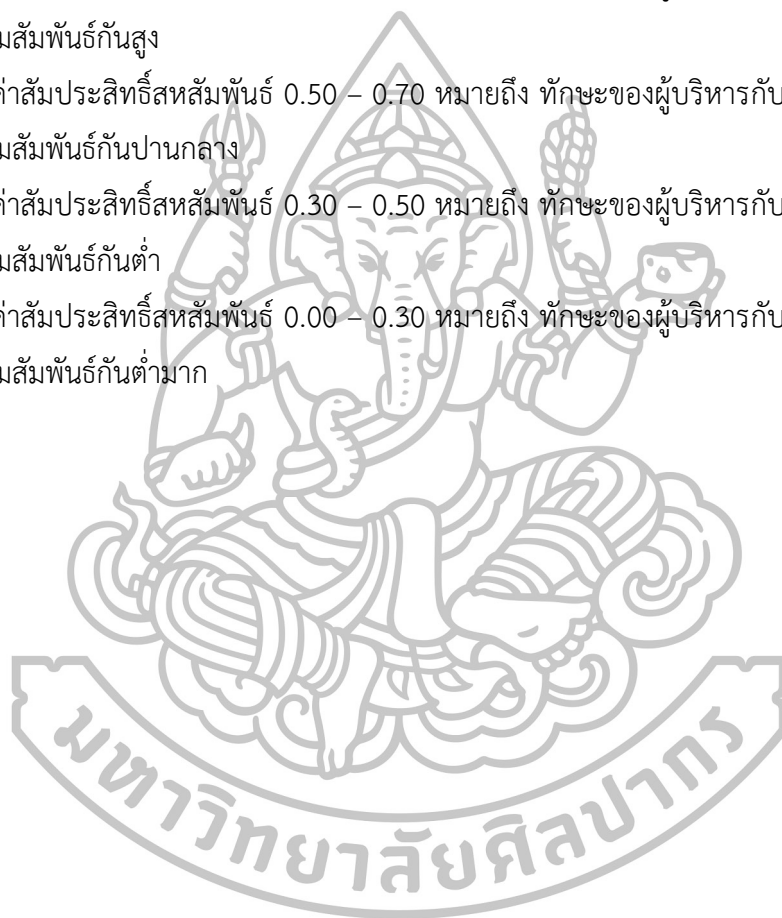 มสัมพันธ์กันสูง
ค่าสัมประสิทธิ์สหสัมพันธ์ 0.50 – 0.70 หมายถึง ทักษะของผู้บริหารกับ
มสัมพันธ์กันปานกลาง
ค่าสัมประสิทธิ์สหสัมพันธ์ 0.30 – 0.50 หมายถึง ทักษะของผู้บริหารกับ
มสัมพันธ์กันต่ำ
ค่าสัมประสิทธิ์สหสัมพันธ์ 0.00 – 0.30 หมายถึง ทักษะของผู้บริหารกับ
มสัมพันธ์กันต่ำมาก
มหาวิทยาลัยศิลปากร